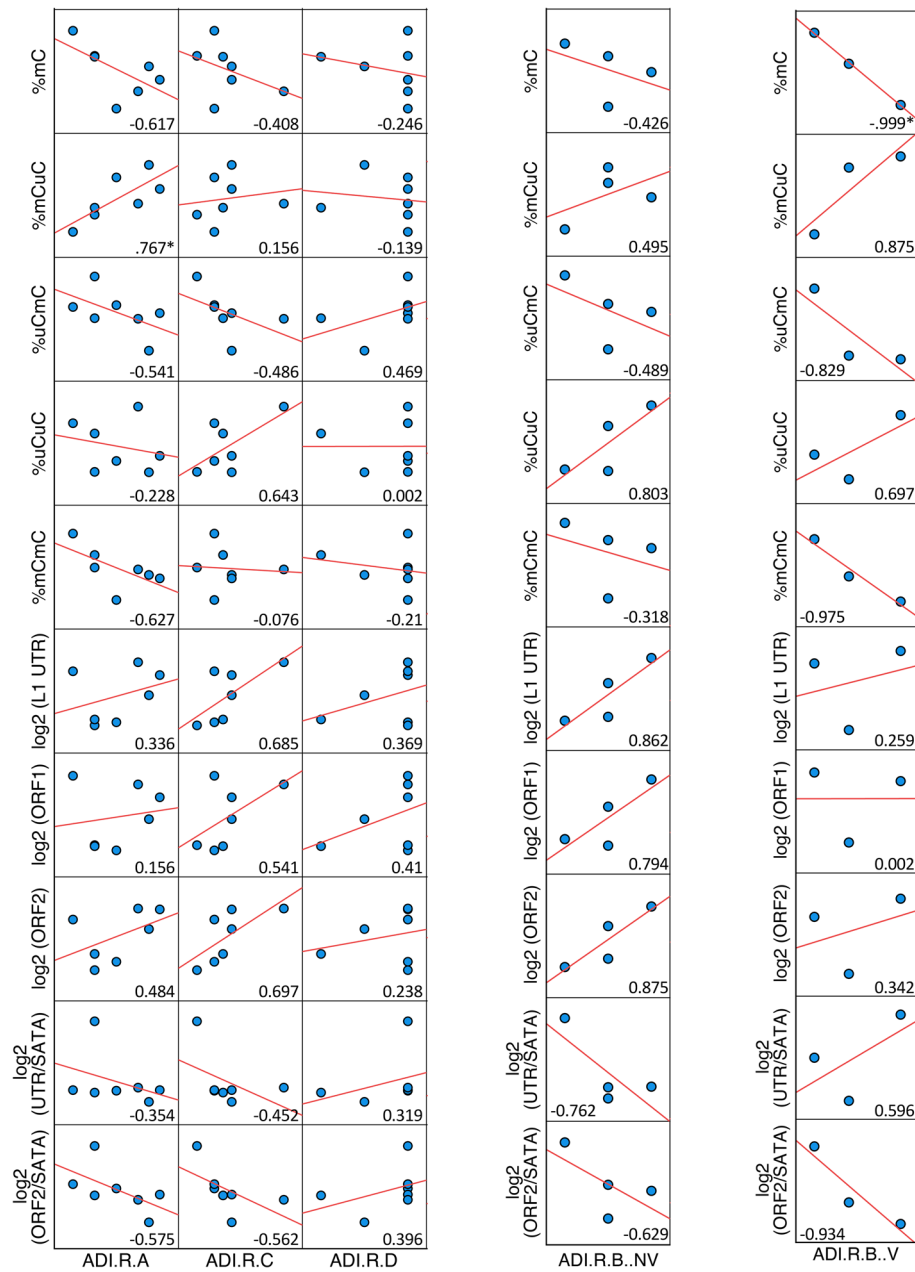 %mC -0.617 -0.408 -0.246 %mC -0.426 %mC -.999*
%mCuC .767* 0.156 -0.139 %mCuC 0.495 %mCuC 0.875
%uCmC -0.541 -0.486 0.469 %uCmC -0.489 %uCmC -0.829
%uCuC -0.228 0.643 0.002 %uCuC 0.803 %uCuC 0.697
%mCmC -0.627 -0.076 -0.21 %mCmC -0.318 %mCmC -0.975
log2 (L1 UTR) 0.336 0.685 0.369 log2 (L1 UTR) 0.862 log2 (L1 UTR) 0.259
log2 (ORF1) 0.156 0.541 0.41 log2 (ORF1) 0.794 log2 (ORF1) 0.002
log2 (ORF2) 0.484 0.697 0.238 log2 (ORF2) 0.875 log2 (ORF2) 0.342
log2
(UTR/SATA) -0.354 -0.452 0.319 log2
(UTR/SATA) -0.762 log2
(UTR/SATA) 0.596
log2
(ORF2/SATA) -0.575 -0.562 0.396 log2
(ORF2/SATA) -0.629 log2
(ORF2/SATA) -0.934
ADI.R.A ADI.R.C ADI.R.D ADI.R.B..NV ADI.R.B..V